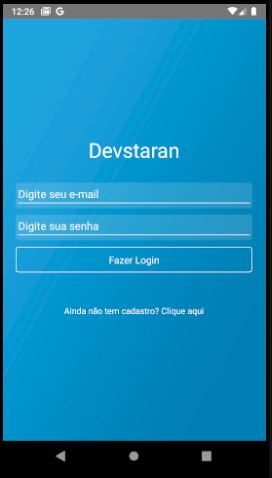 12:26 G
Devstaran
Digite seu e-mail
Digite sua senha
Fazer Login
Ainda não tem cadastro? Clique aqui